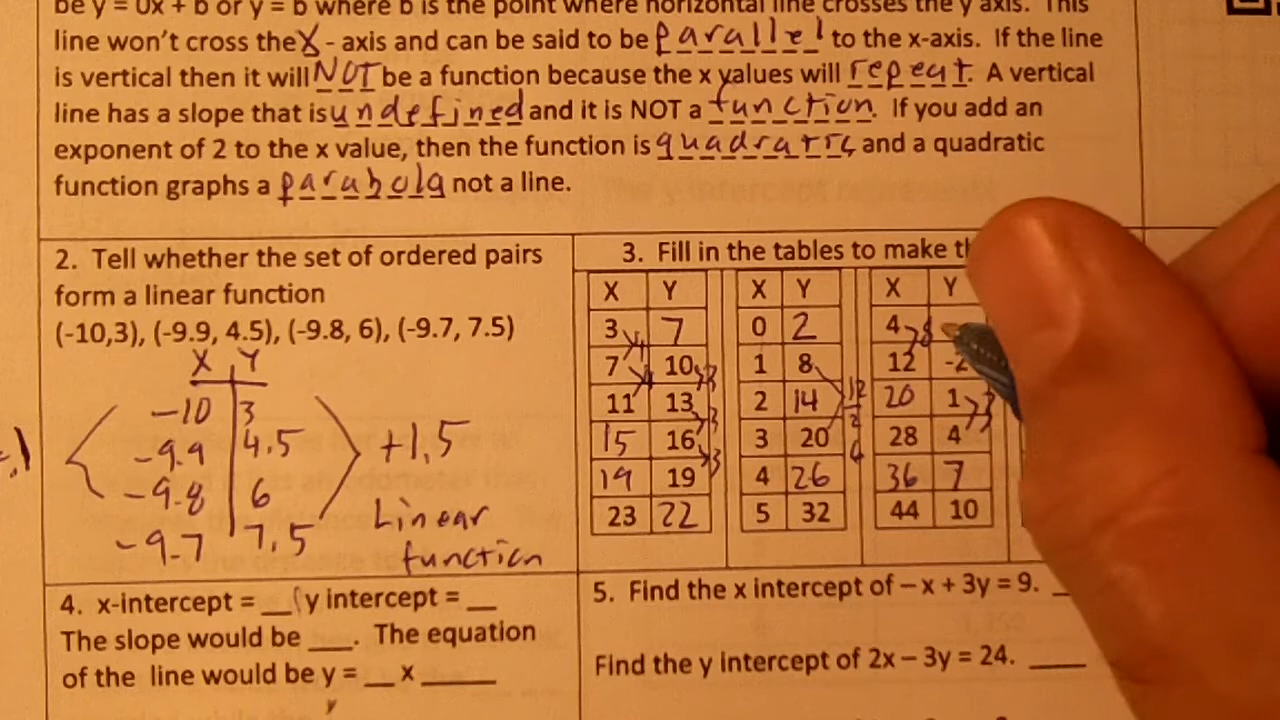 be y = 0x + b or y = b where b is the point where horizontal line crosses the y axis. This
line won't cross the X - axis and can be said to be parallel to the x-axis. If the line
is vertical then it will NOT be a function because the x values will repeat. A vertical
line has a slope that is undefined and it is NOT a function. If you add an
exponent of 2 to the x value, then the function is quadratic and a quadratic
function graphs a parabola not a line.
2. Tell whether the set of ordered pairs
form a linear function
(-10,3), (-9.9, 4.5), (-9.8, 6), (-9.7, 7.5)
X Y
-10 3
-9.9 4.5
-9.8 6
-9.7 7.5
+1.5
Linear
function
3. Fill in the tables to make
X Y
3 7
7 10
11 13
15 16
19 19
23 22
X Y
0 2
1 8
2 14
3 20
4 26
5 32
12
2
6
X Y
4 8
12 -2
20 1
28 4
36 7
44 10
4. x-intercept = __ y intercept = __
The slope would be ___. The equation
of the line would be y = __ x _____
y
5. Find the x intercept of – x + 3y = 9. _
Find the y intercept of 2x – 3y = 24. ____